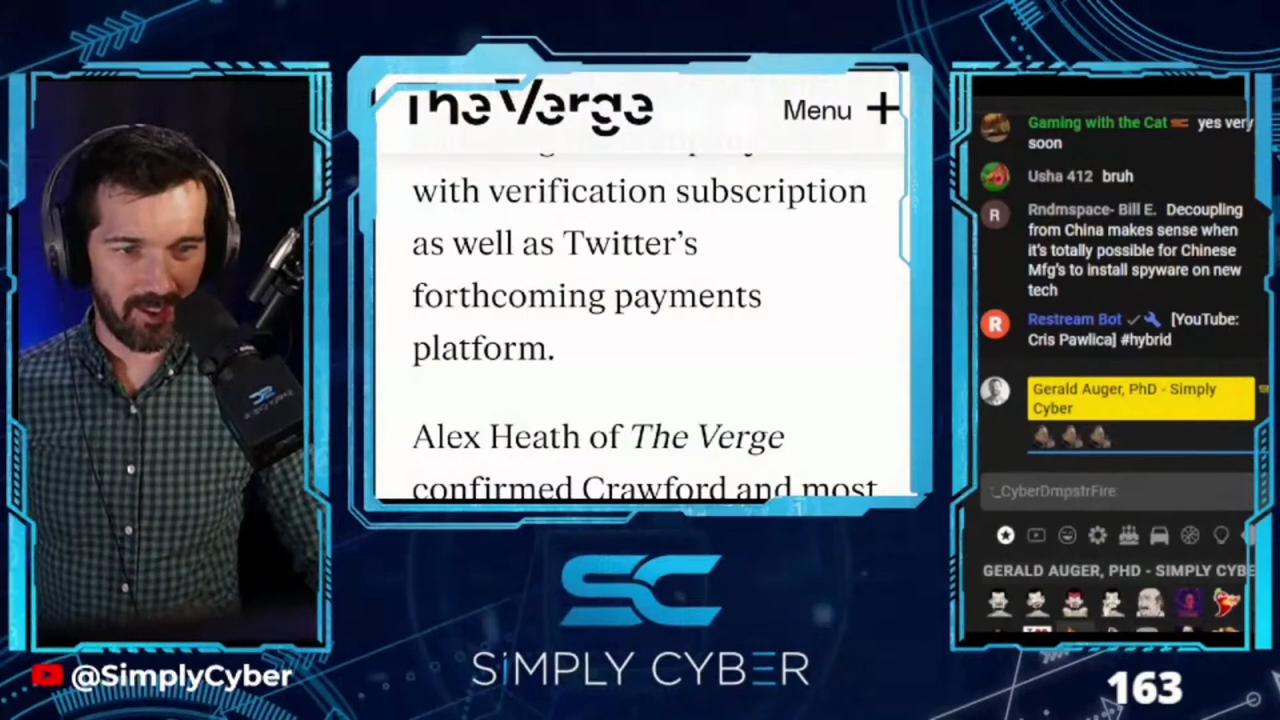 The Verge
Menu +
with verification subscription
as well as Twitter's
forthcoming payments
platform.
Alex Heath of The Verge
confirmed Crawford and most
Gaming with the Cat yes very
soon
Usha 412 bruh
R
Rndmspace- Bill E. Decoupling
from China makes sense when
it's totally possible for Chinese
Mfg's to install spyware on new
tech
R
Restream Bot [YouTube:
Cris Pawlica] #hybrid
Gerald Auger, PhD - Simply
Cyber
:_CyberDmpstrFire:
GERALD AUGER, PHD - SIMPLY CYBE
SC
SiMPLY CYBER
@SimplyCyber
163